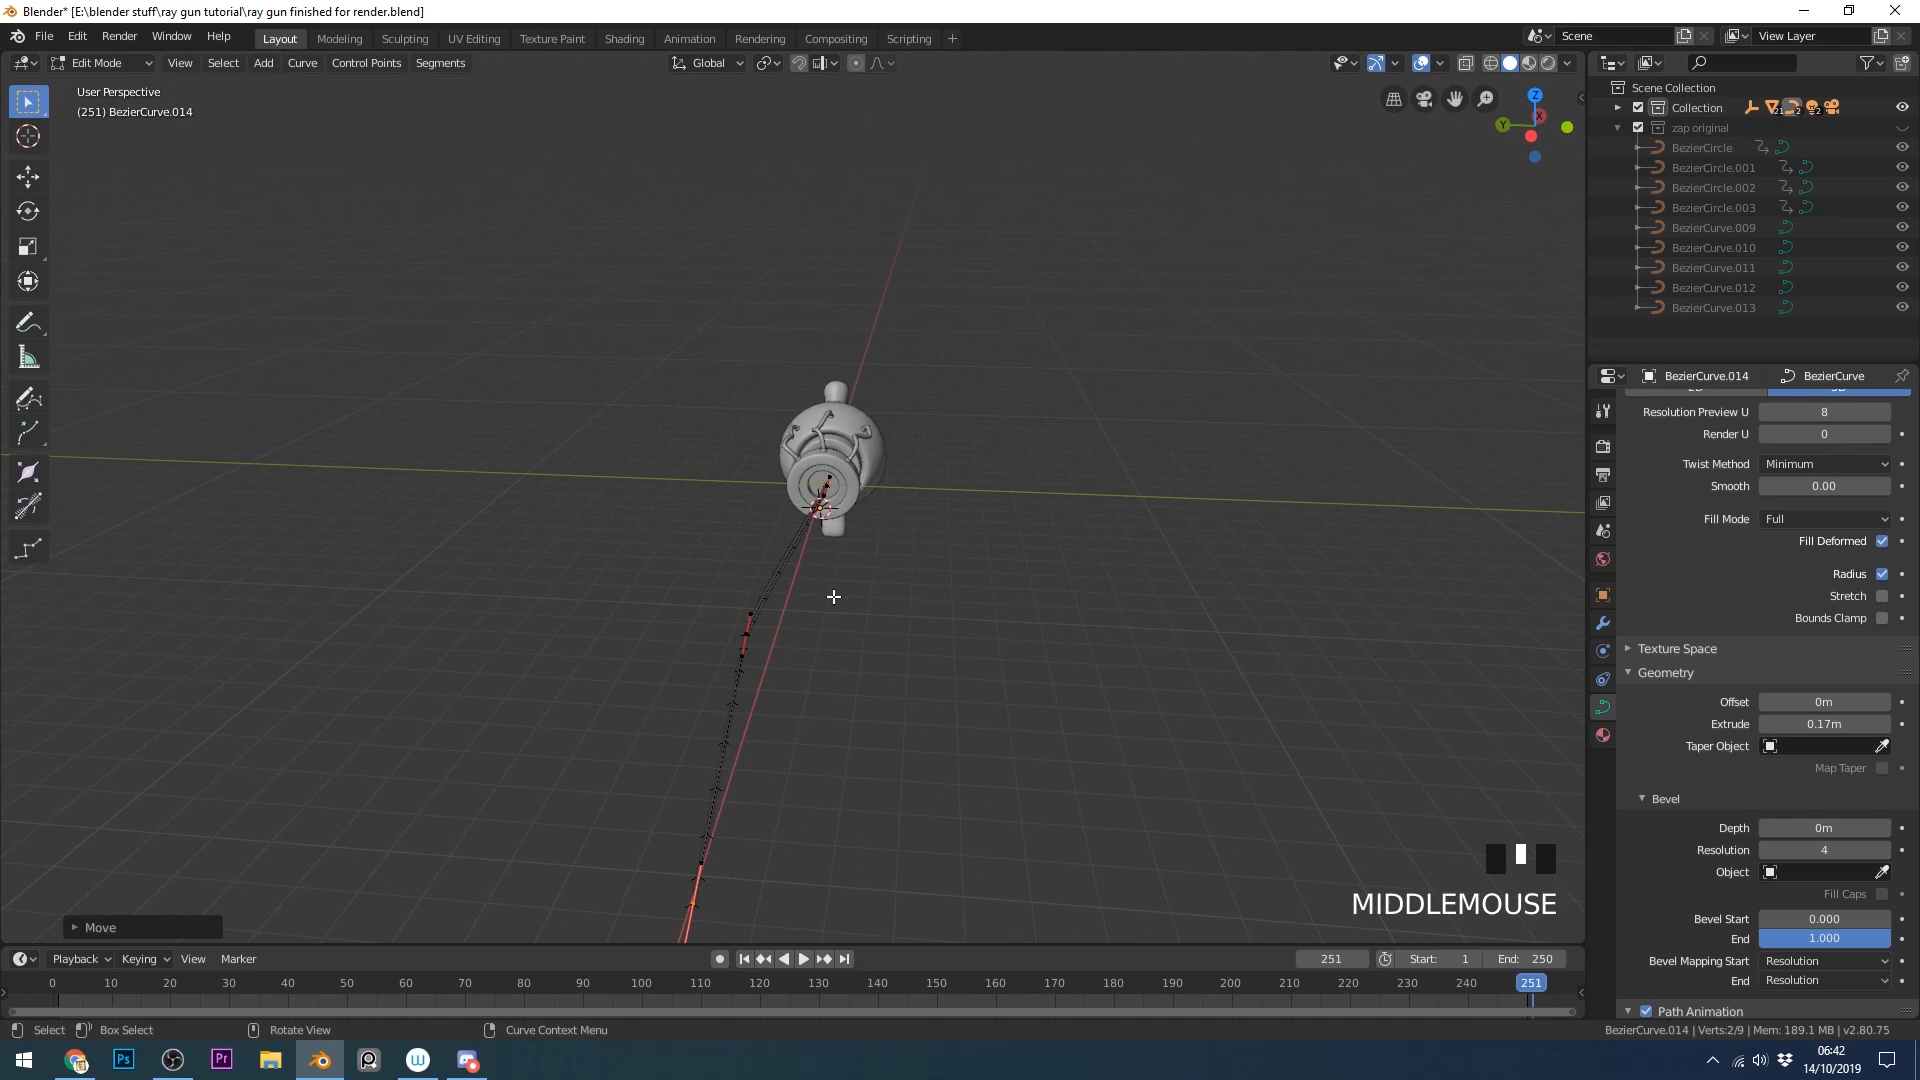 Blender* [E:\blender stuff\ray gun tutorial\ray gun finished for render.blend]
File Edit Render Window Help
Layout Modeling Sculpting UV Editing Texture Paint Shading Animation Rendering Compositing Scripting +
Scene
View Layer
Edit Mode View Select Add Curve Control Points Segments
Global
User Perspective
(251) BezierCurve.014
Z
X
Y
Scene Collection
Collection
21 2 2
zap original
BezierCircle
BezierCircle.001
BezierCircle.002
BezierCircle.003
BezierCurve.009
BezierCurve.010
BezierCurve.011
BezierCurve.012
BezierCurve.013
BezierCurve.014 BezierCurve
Resolution Preview U 8
Render U 0
Twist Method Minimum
Smooth 0.00
Fill Mode Full
Fill Deformed
Radius
Stretch
Bounds Clamp
Texture Space
Geometry
Offset 0m
Extrude 0.17m
Taper Object
Map Taper
Bevel
Depth 0m
Resolution 4
Object
Fill Caps
Bevel Start 0.000
End 1.000
Bevel Mapping Start Resolution
End Resolution
Path Animation
MIDDLEMOUSE
Move
Playback Keying View Marker
251 Start: 1 End: 250
0 10 20 30 40 50 60 70 80 90 100 110 120 130 140 150 160 170 180 190 200 210 220 230 240 251
Select Box Select Rotate View Curve Context Menu
BezierCurve.014 | Verts:2/9 | Mem: 189.1 MB | v2.80.75
Ps
Pr
06:42
14/10/2019